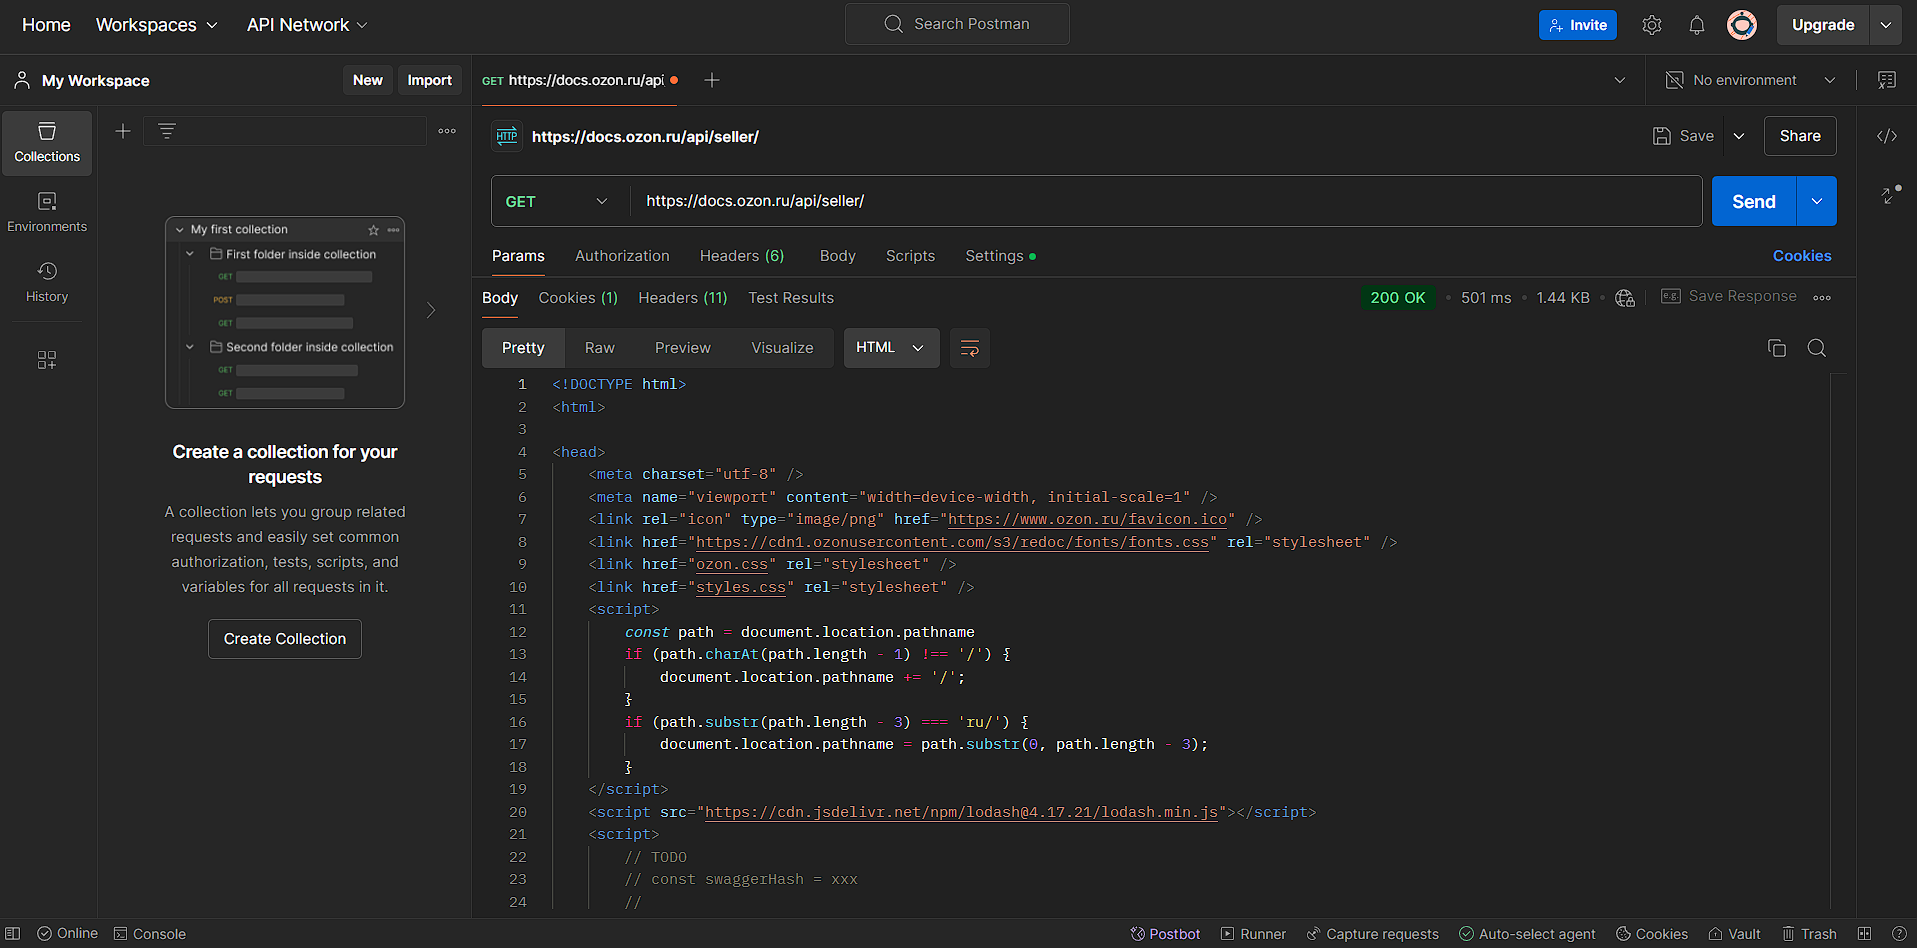 Home Workspaces API Network Search Postman Invite Upgrade
My Workspace New Import GET https://docs.ozon.ru/api No environment
Collections
Environments
History
My first collection
First folder inside collection
GET
POST
GET
Second folder inside collection
GET
GET
Create a collection for your
requests
A collection lets you group related
requests and easily set common
authorization, tests, scripts, and
variables for all requests in it.
Create Collection
HTTP https://docs.ozon.ru/api/seller/ Save Share
GET https://docs.ozon.ru/api/seller/ Send
Params Authorization Headers (6) Body Scripts Settings Cookies
Body Cookies (1) Headers (11) Test Results 200 OK 501 ms 1.44 KB e.g. Save Response
Pretty Raw Preview Visualize HTML
1 <!DOCTYPE html>
2 <html>
3
4 <head>
5 <meta charset="utf-8" />
6 <meta name="viewport" content="width=device-width, initial-scale=1" />
7 <link rel="icon" type="image/png" href="https://www.ozon.ru/favicon.ico" />
8 <link href="https://cdn1.ozonusercontent.com/s3/redoc/fonts/fonts.css" rel="stylesheet" />
9 <link href="ozon.css" rel="stylesheet" />
10 <link href="styles.css" rel="stylesheet" />
11 <script>
12 const path = document.location.pathname
13 if (path.charAt(path.length - 1) !== '/') {
14 document.location.pathname += '/';
15 }
16 if (path.substr(path.length - 3) === 'ru/') {
17 document.location.pathname = path.substr(0, path.length - 3);
18 }
19 </script>
20 <script src="https://cdn.jsdelivr.net/npm/lodash@4.17.21/lodash.min.js"></script>
21 <script>
22 // TODO
23 // const swaggerHash = xxx
24 //
Online Console Postbot Runner Capture requests Auto-select agent Cookies Vault Trash